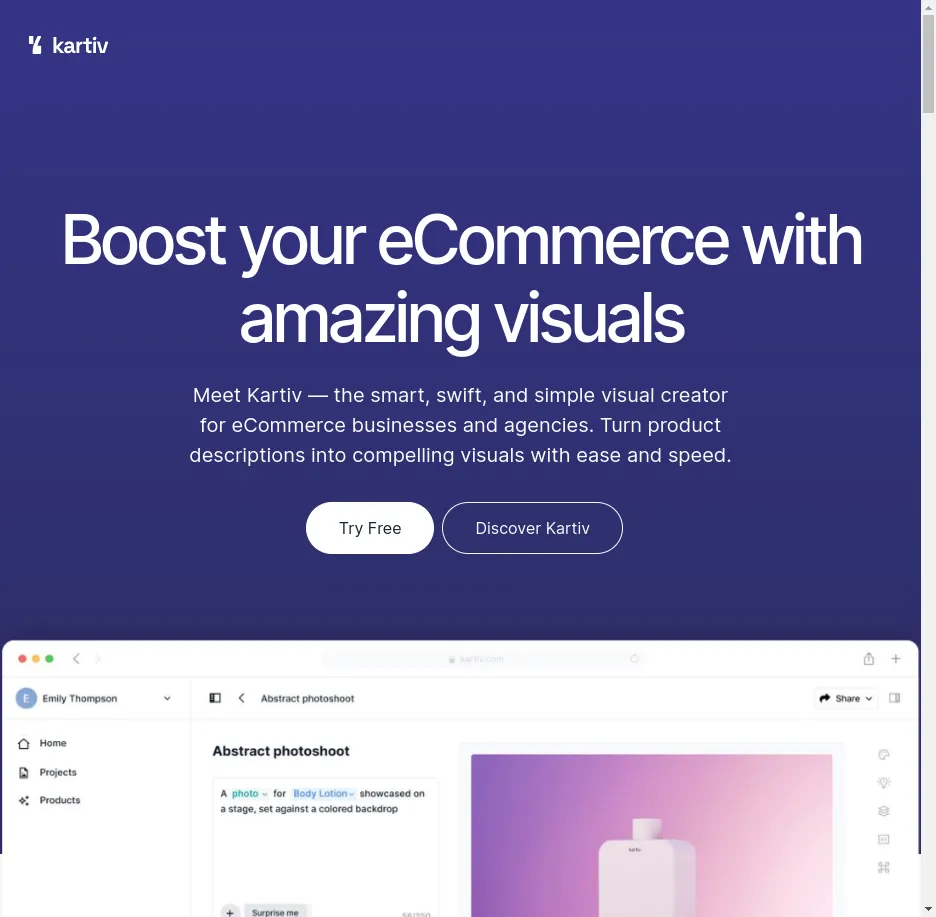 kartiv
Boost your eCommerce with
amazing visuals
Meet Kartiv — the smart, swift, and simple visual creator
for eCommerce businesses and agencies. Turn product
descriptions into compelling visuals with ease and speed.
Try Free
Discover Kartiv
kartiv.com
E Emily Thompson
Abstract photoshoot
Share
Home
Projects
Products
Abstract photoshoot
A photo for Body Lotion showcased on
a stage, set against a colored backdrop
kartiv
+ Surprise me
58/250